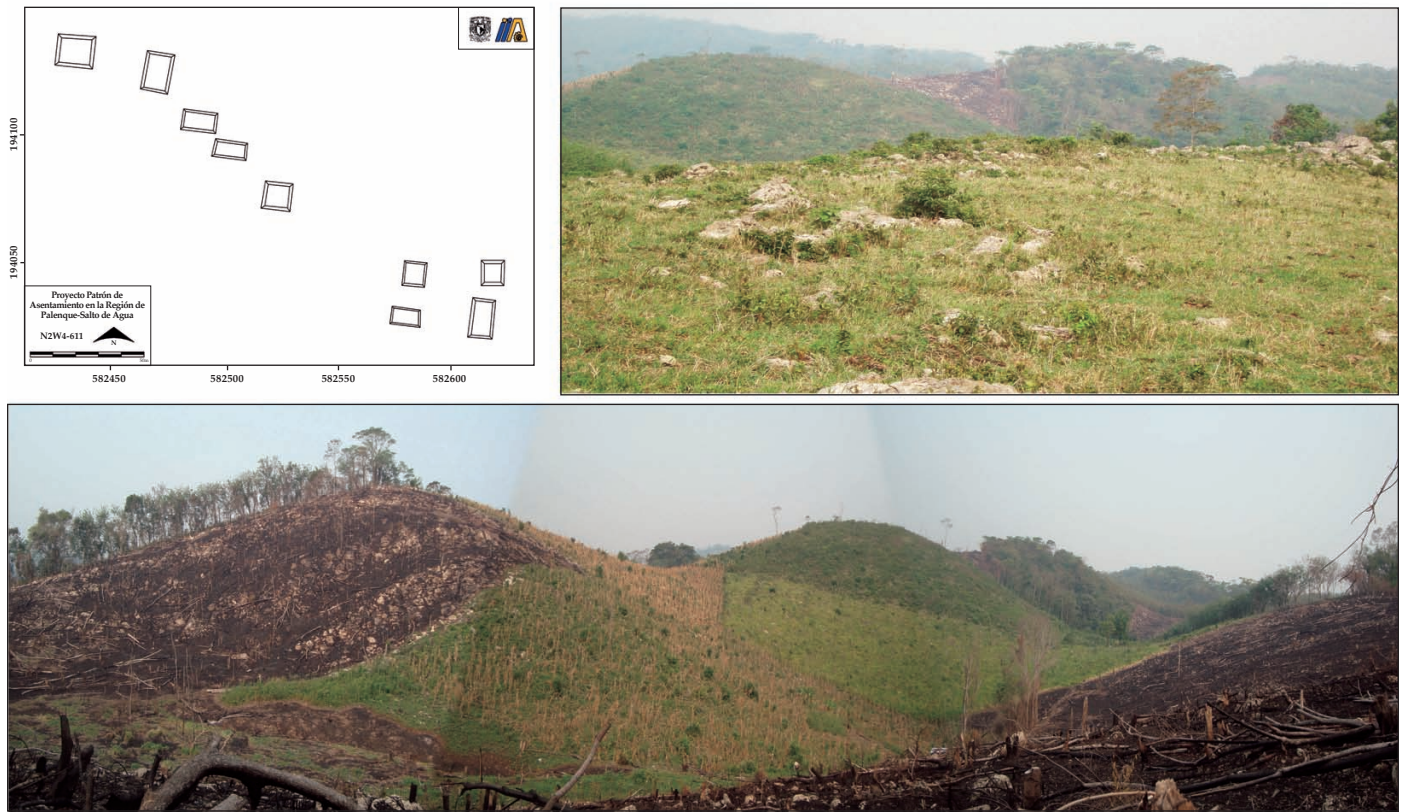 194100
194050
Proyecto Patrón de
Asentamiento en la Región de
Palenque-Salto de Agua
N2W4-611
N
0
582450
582500
582550
582600